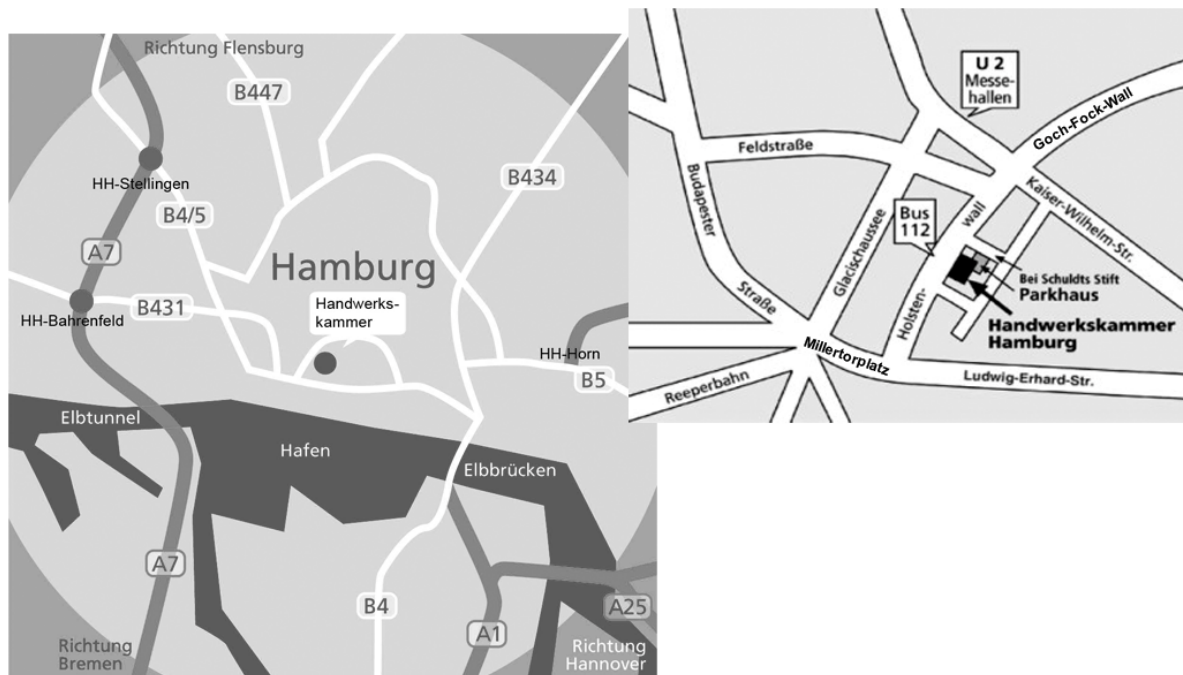 Richtung Flensburg
B447
HH-Stellingen
B434
B4/5
A7
Hamburg
B431
HH-Bahrenfeld
Handwerks-
kammer
HH-Horn
B5
Elbtunnel
Hafen
Elbbrücken
A7
B4
A25
A1
Richtung
Bremen
Richtung
Hannover
U 2
Messe-
hallen
Goch-Fock-Wall
Feldstraße
Budapester
Straße
Kaiser-Wilhelm-Str.
Glacischaussee
Bus
112
Holsten-
wall
Bei Schuldts Stift
Parkhaus
Handwerkskammer
Hamburg
Millertorplatz
Reeperbahn
Ludwig-Erhard-Str.